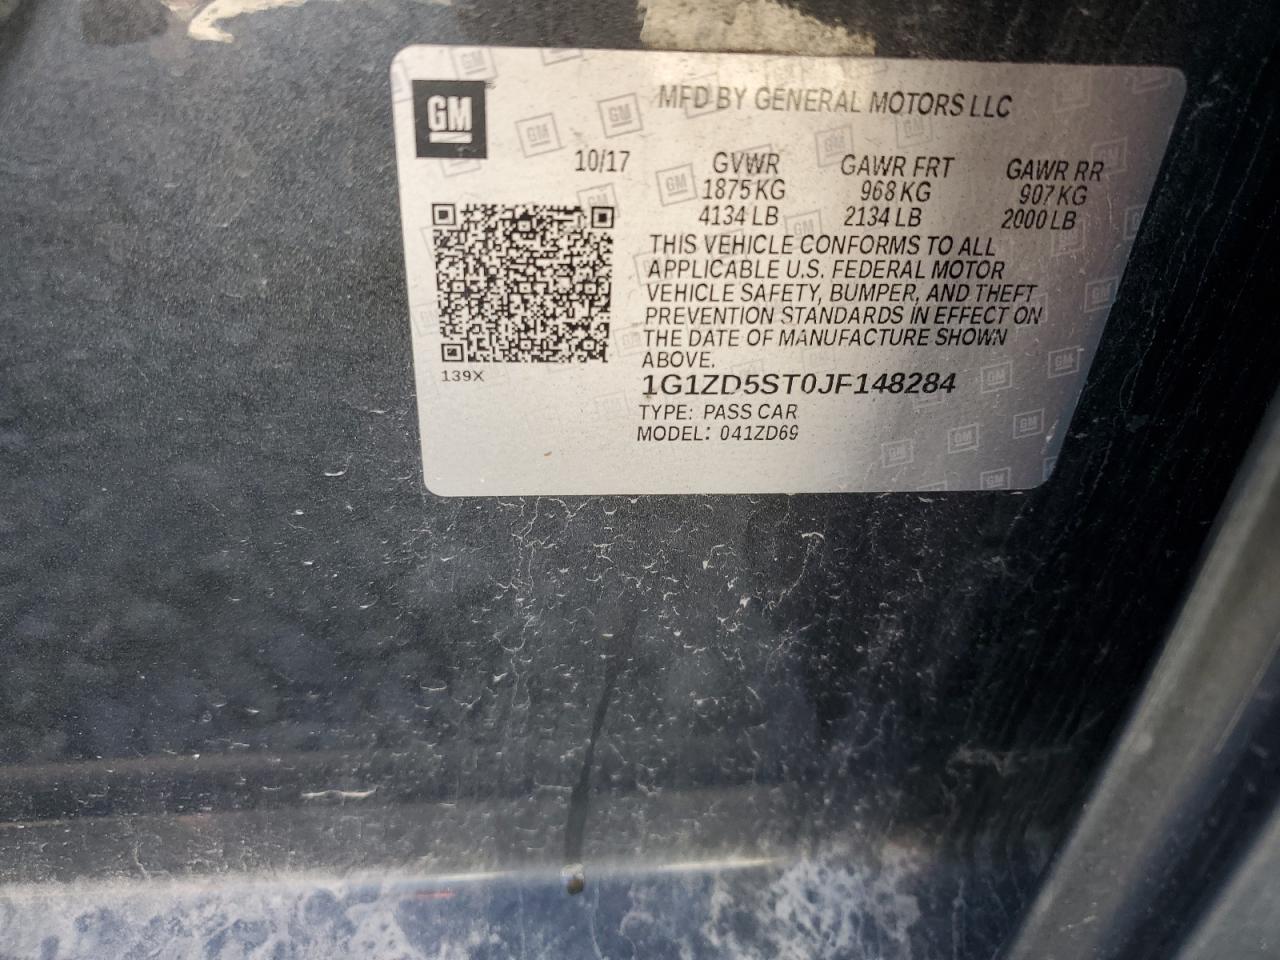 GM
MFD BY GENERAL MOTORS LLC
10/17 GVWR GAWR FRT GAWR RR
1875 KG 968 KG 907 KG
4134 LB 2134 LB 2000 LB
THIS VEHICLE CONFORMS TO ALL
APPLICABLE U.S. FEDERAL MOTOR
VEHICLE SAFETY, BUMPER, AND THEFT
PREVENTION STANDARDS IN EFFECT ON
THE DATE OF MANUFACTURE SHOWN
ABOVE.
139X
1G1ZD5ST0JF148284
TYPE: PASS CAR
MODEL: 041ZD69